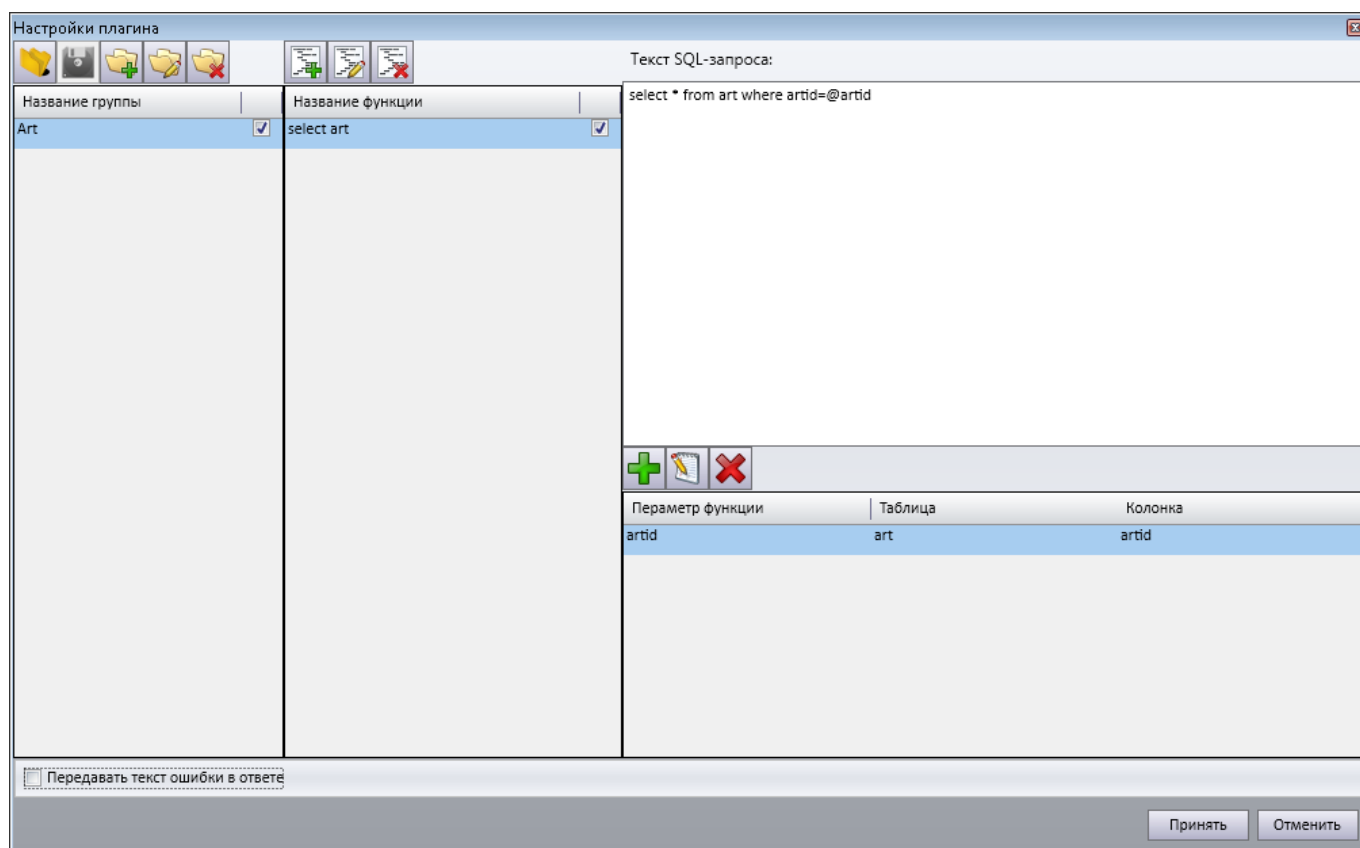 Настройки плагина
Текст SQL-запроса:
Название группы
Название функции
select * from art where artid=@artid
Art
select art
Пераметр функции
Таблица
Колонка
artid
art
artid
Передавать текст ошибки в ответе
Принять
Отменить